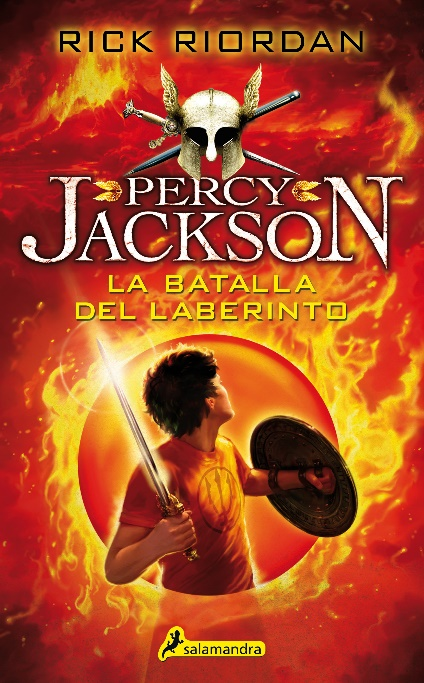 RICK RIORDAN
PERCY
JACKSON
LA BATALLA
DEL LABERINTO
salamandra